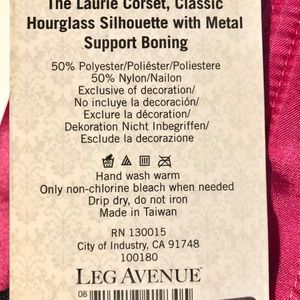 The Laurie Corset, Classic
Hourglass Silhouette with Metal
Support Boning
50% Polyester/Poliéster/Poliestere
50% Nylon/Nailon
Exclusive of decoration/
No incluye la decoración/
Exclure la décoration/
Dekoration Nicht Inbegriffen/
Esclude la decorazione
Hand wash warm
Only non-chlorine bleach when needed
Drip dry, do not iron
Made in Taiwan
RN 130015
City of Industry, CA 91748
100180
LEG AVENUE
08